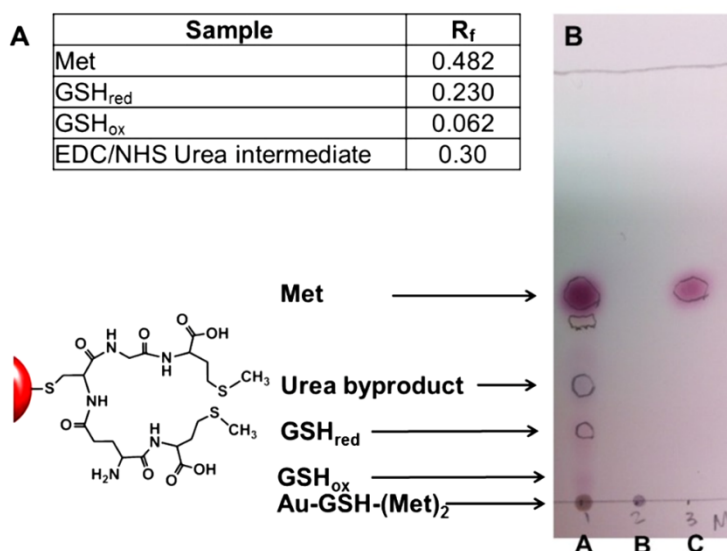 A
Sample Rf
Met 0.482
GSHred 0.230
GSHox 0.062
EDC/NHS Urea intermediate 0.30
B
Met
Urea byproduct
GSHred
GSHox
Au-GSH-(Met)2
O
OH
H
N
O
O
N
H
S
CH3
S
NH
O
S
CH3
H
N
O
H2N
O
OH
1 2 3 M
A B C